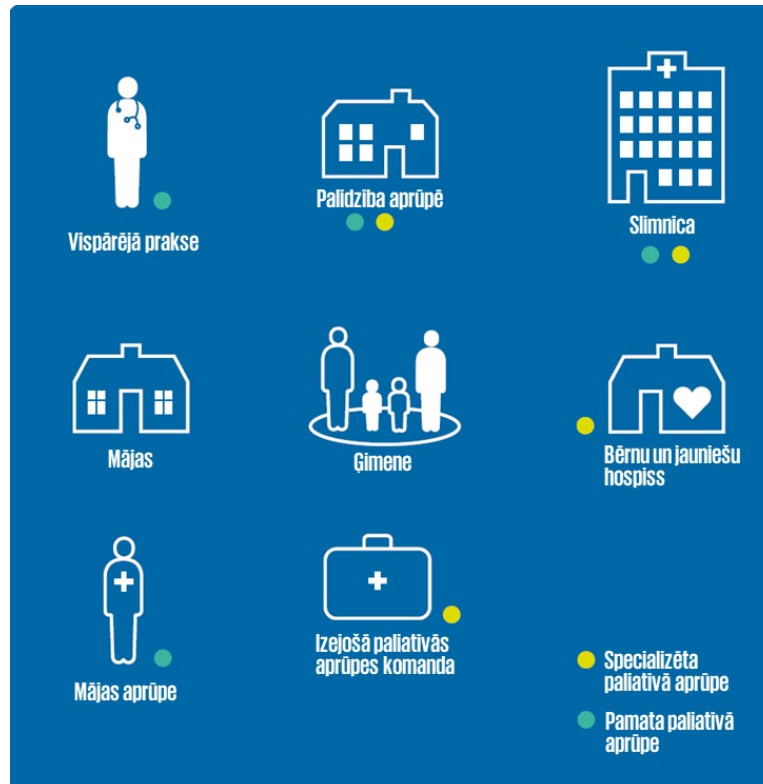 Vispārējā prakse
Palīdzība aprūpē
Slimnica
Mājas
Ģimene
Bērnu un jauniešu
hospiss
Mājas aprūpe
Izejošā paliatīvās
aprūpes komanda
Specializēta
paliatīvā aprūpe
Pamata paliatīvā
aprūpe